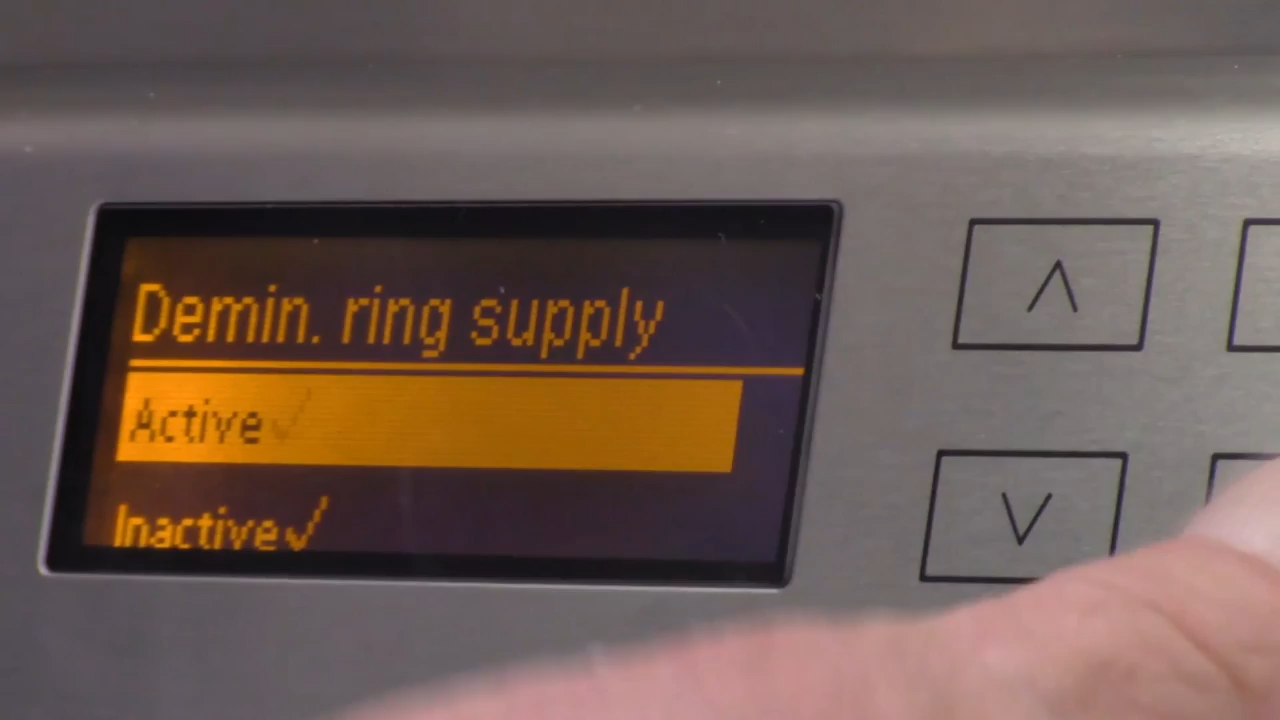 Demin. ring supply
Active ✓
Inactive ✓